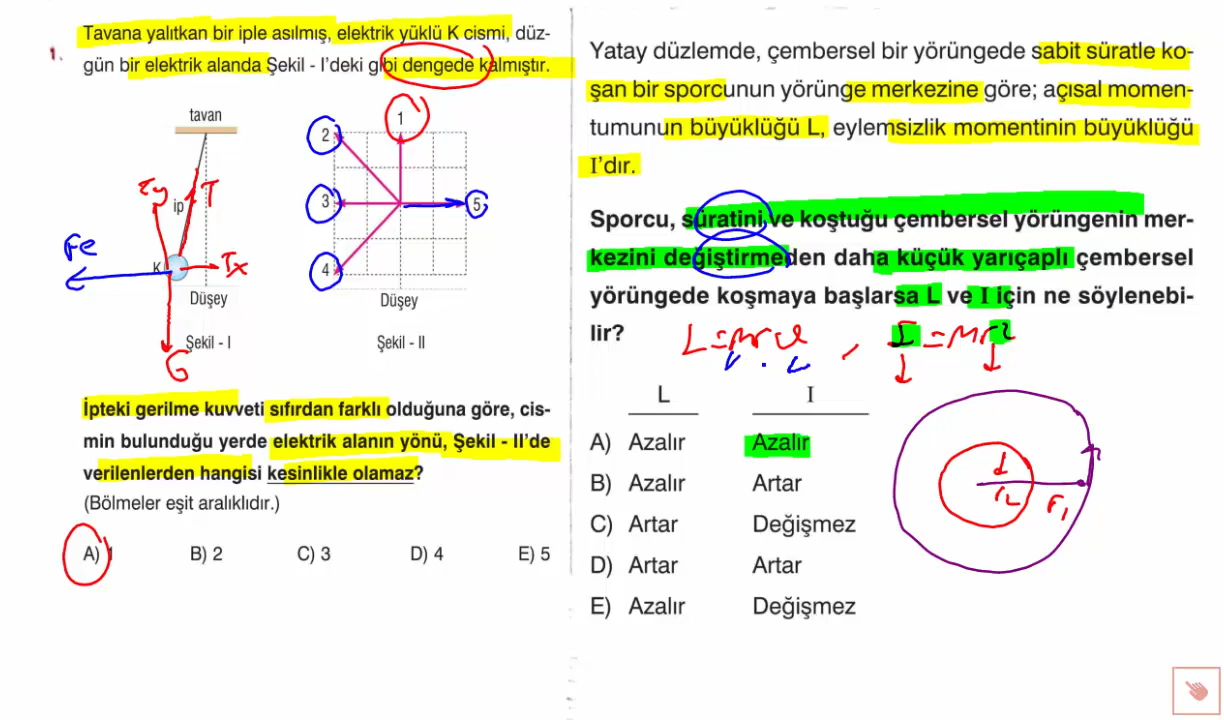 1.
Tavana yalıtkan bir iple asılmış, elektrik yüklü K cismi, düz-
gün bir elektrik alanda Şekil - I’deki gibi dengede kalmıştır.
tavan
ip
K
Düşey
Şekil - I
Ty
T
Tx
Fe
G
1
2
3
4
5
Düşey
Şekil - II
İpteki gerilme kuvveti sıfırdan farklı olduğuna göre, cis-
min bulunduğu yerde elektrik alanın yönü, Şekil - II’de
verilenlerden hangisi kesinlikle olamaz?
(Bölmeler eşit aralıklıdır.)
A) 1 B) 2 C) 3 D) 4 E) 5
Yatay düzlemde, çembersel bir yörüngede sabit süratle ko-
şan bir sporcunun yörünge merkezine göre; açısal momen-
tumunun büyüklüğü L, eylemsizlik momentinin büyüklüğü
I’dır.
Sporcu, süratini ve koştuğu çembersel yörüngenin mer-
kezini değiştirmeden daha küçük yarıçaplı çembersel
yörüngede koşmaya başlarsa L ve I için ne söylenebi-
lir?
L = mrυ , I = mr²
L I
A) Azalır Azalır
B) Azalır Artar
C) Artar Değişmez
D) Artar Artar
E) Azalır Değişmez
r2
r1